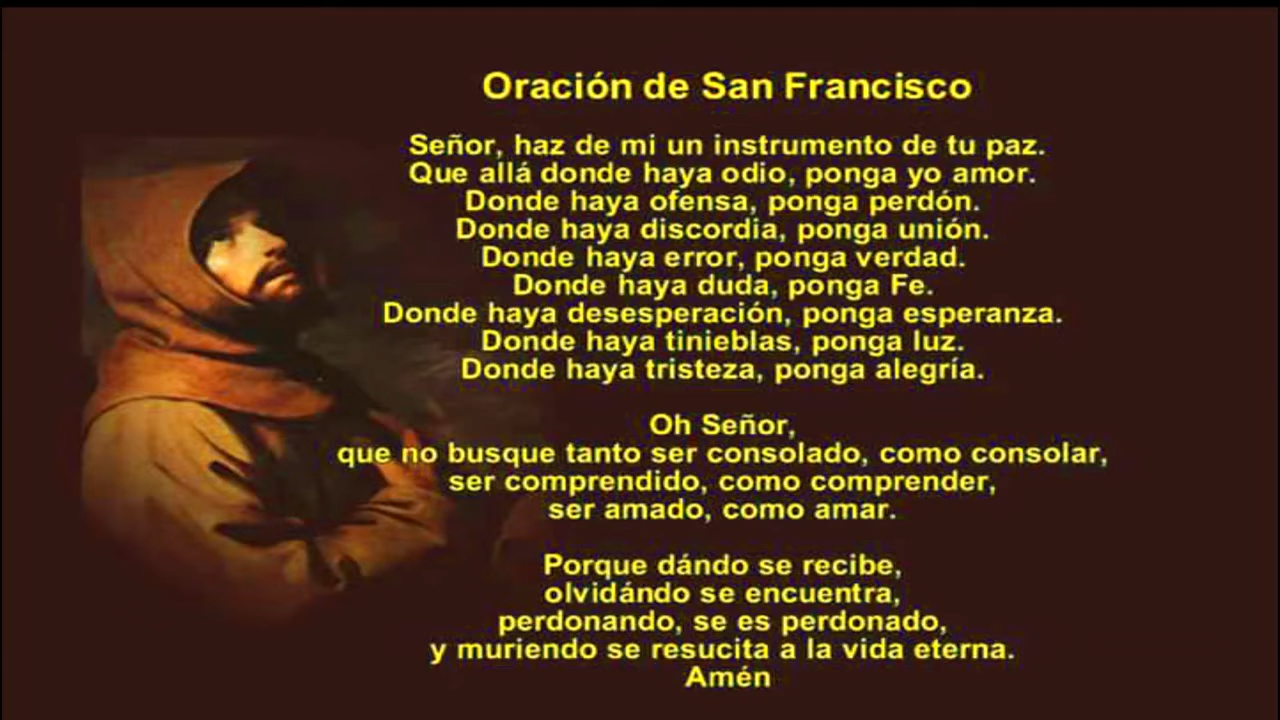 Oración de San Francisco
Señor, haz de mi un instrumento de tu paz.
Que allá donde haya odio, ponga yo amor.
Donde haya ofensa, ponga perdón.
Donde haya discordia, ponga unión.
Donde haya error, ponga verdad.
Donde haya duda, ponga Fe.
Donde haya desesperación, ponga esperanza.
Donde haya tinieblas, ponga luz.
Donde haya tristeza, ponga alegría.
Oh Señor,
que no busque tanto ser consolado, como consolar,
ser comprendido, como comprender,
ser amado, como amar.
Porque dándo se recibe,
olvidándo se encuentra,
perdonando, se es perdonado,
y muriendo se resucita a la vida eterna.
Amén